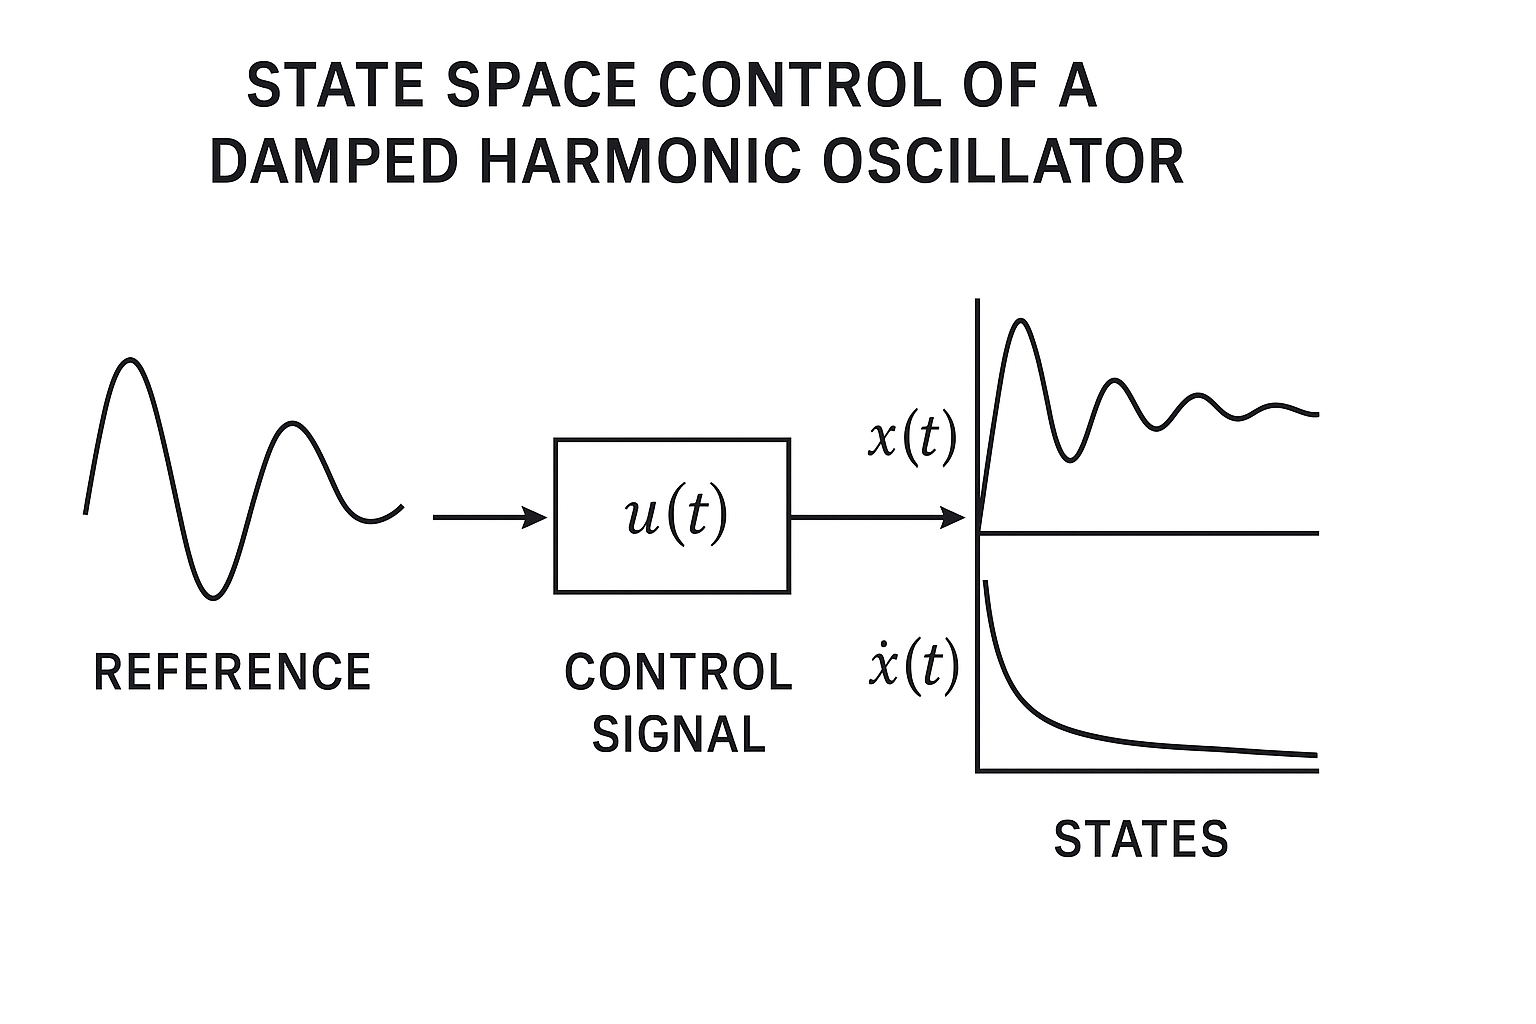 STATE SPACE CONTROL OF A
DAMPED HARMONIC OSCILLATOR
x(t)
u(t)
ẋ(t)
REFERENCE
CONTROL
SIGNAL
STATES